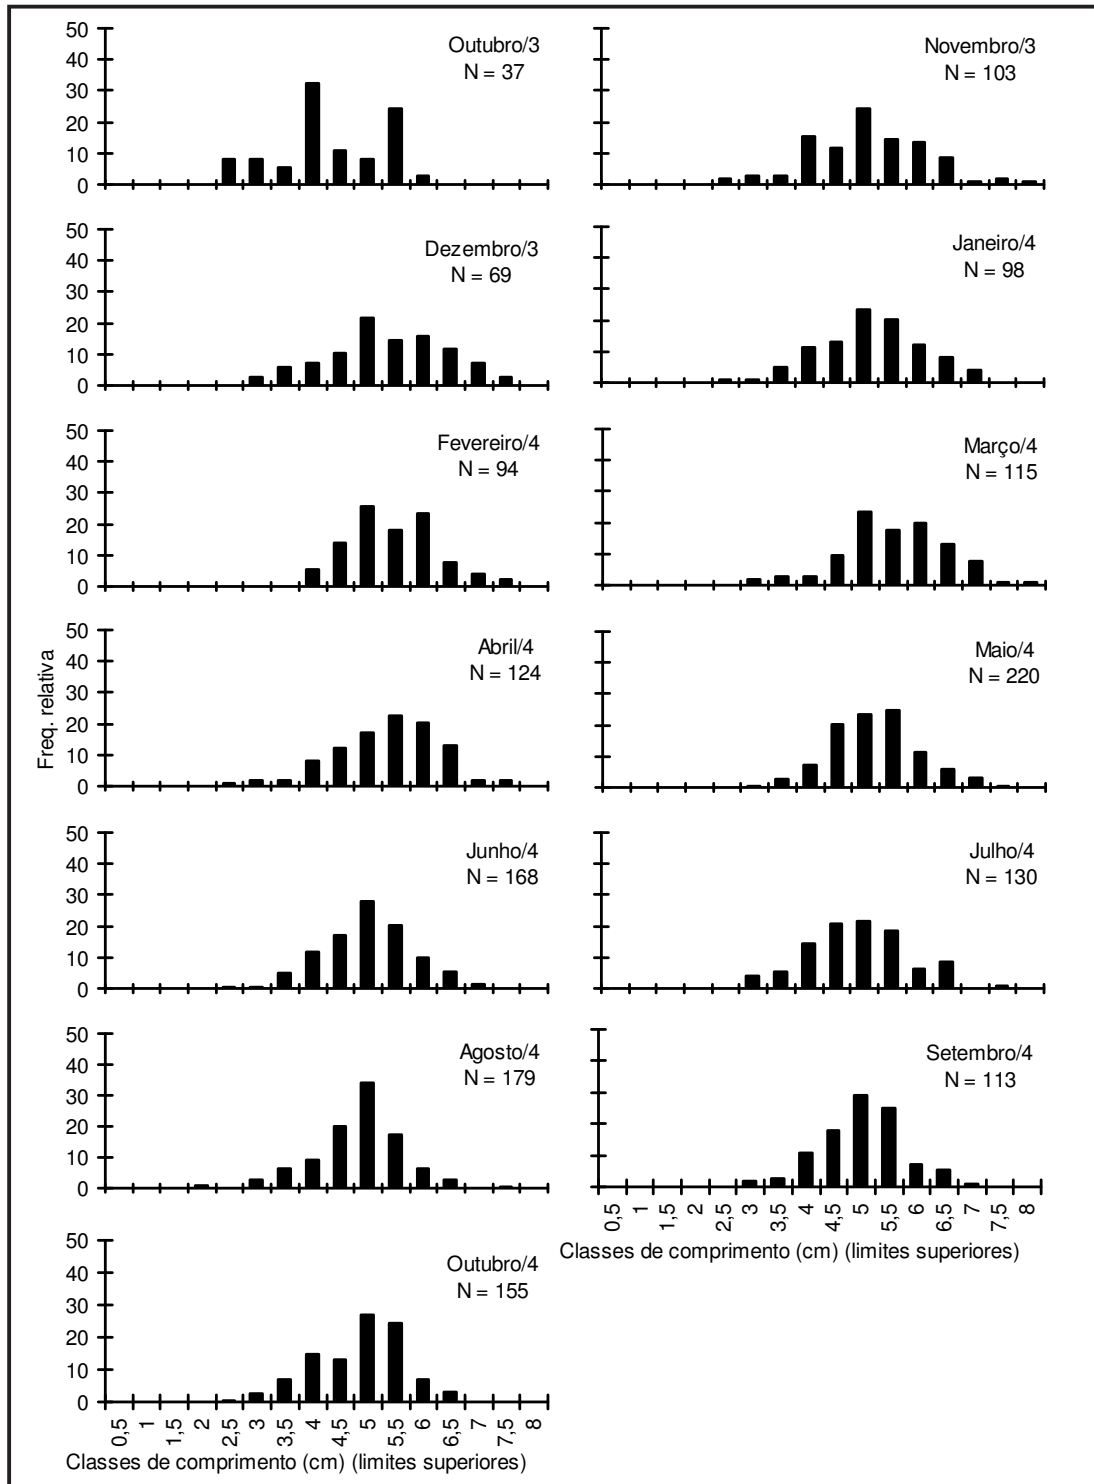 50
40
30
20
10
0
Outubro/3
N = 37
Novembro/3
N = 103
50
40
30
20
10
0
Dezembro/3
N = 69
Janeiro/4
N = 98
50
40
30
20
10
0
Fevereiro/4
N = 94
Março/4
N = 115
Freq. relativa
50
40
30
20
10
0
Abril/4
N = 124
Maio/4
N = 220
50
40
30
20
10
0
Junho/4
N = 168
Julho/4
N = 130
50
40
30
20
10
0
Agosto/4
N = 179
Setembro/4
N = 113
0,5 1 1,5 2 2,5 3 3,5 4 4,5 5 5,5 6 6,5 7 7,5 8
Classes de comprimento (cm) (limites superiores)
50
40
30
20
10
0
Outubro/4
N = 155
0,5 1 1,5 2 2,5 3 3,5 4 4,5 5 5,5 6 6,5 7 7,5 8
Classes de comprimento (cm) (limites superiores)